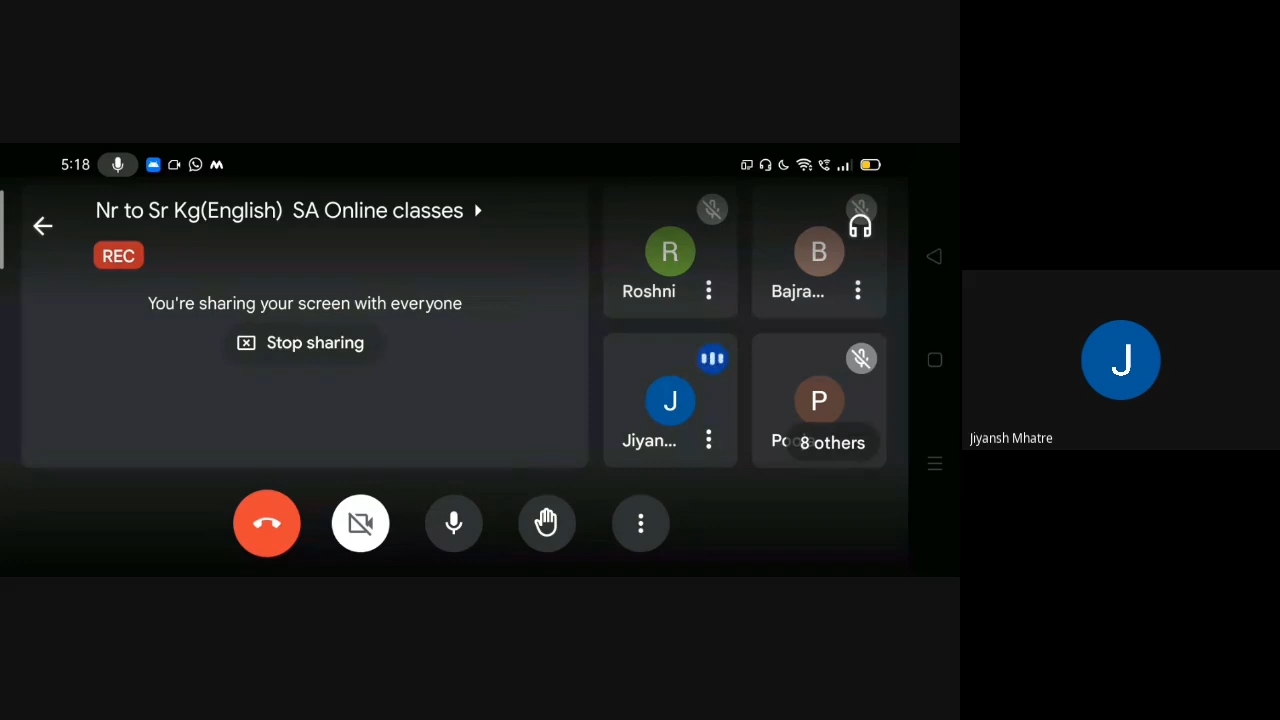 5:18
Nr to Sr Kg(English) SA Online classes
REC
You're sharing your screen with everyone
Stop sharing
R
Roshni
B
Bajra...
J
Jiyan...
P
8 others
J
Jiyansh Mhatre